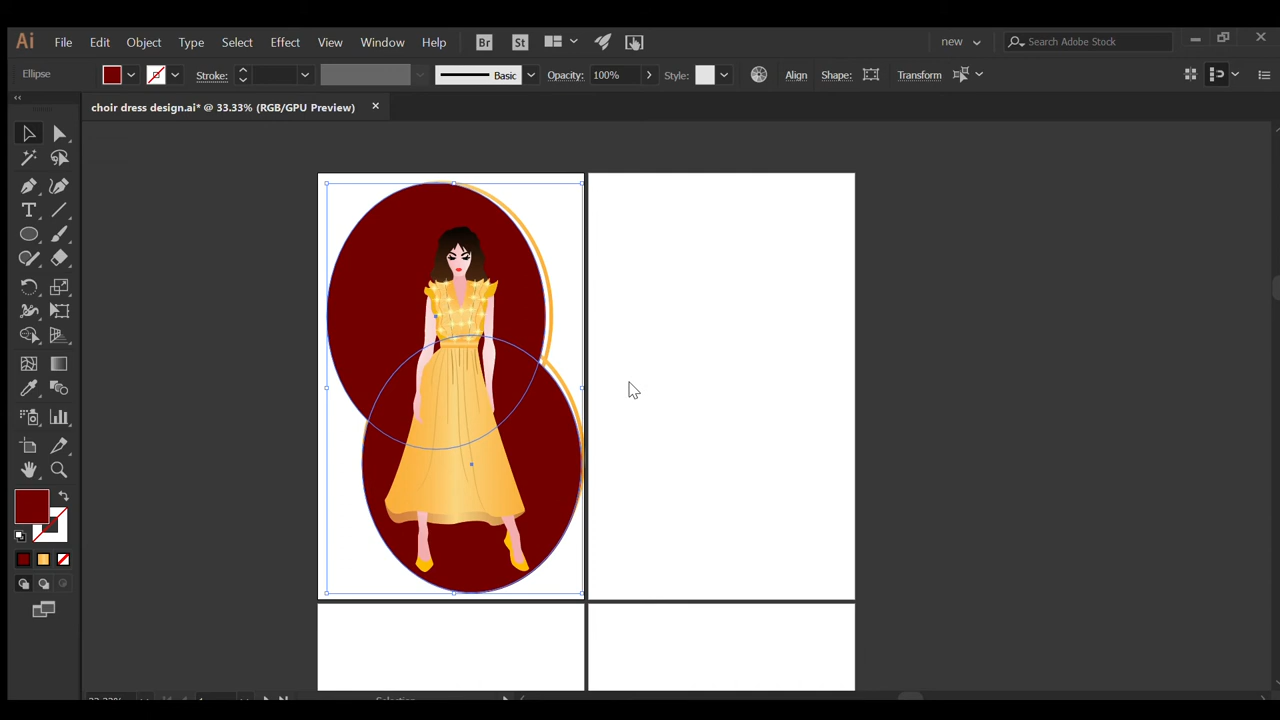 Ai File Edit Object Type Select Effect View Window Help Br St new Search Adobe Stock
Ellipse Stroke: Basic Opacity: 100% Style: Align Shape: Transform
choir dress design.ai* @ 33.33% (RGB/GPU Preview)